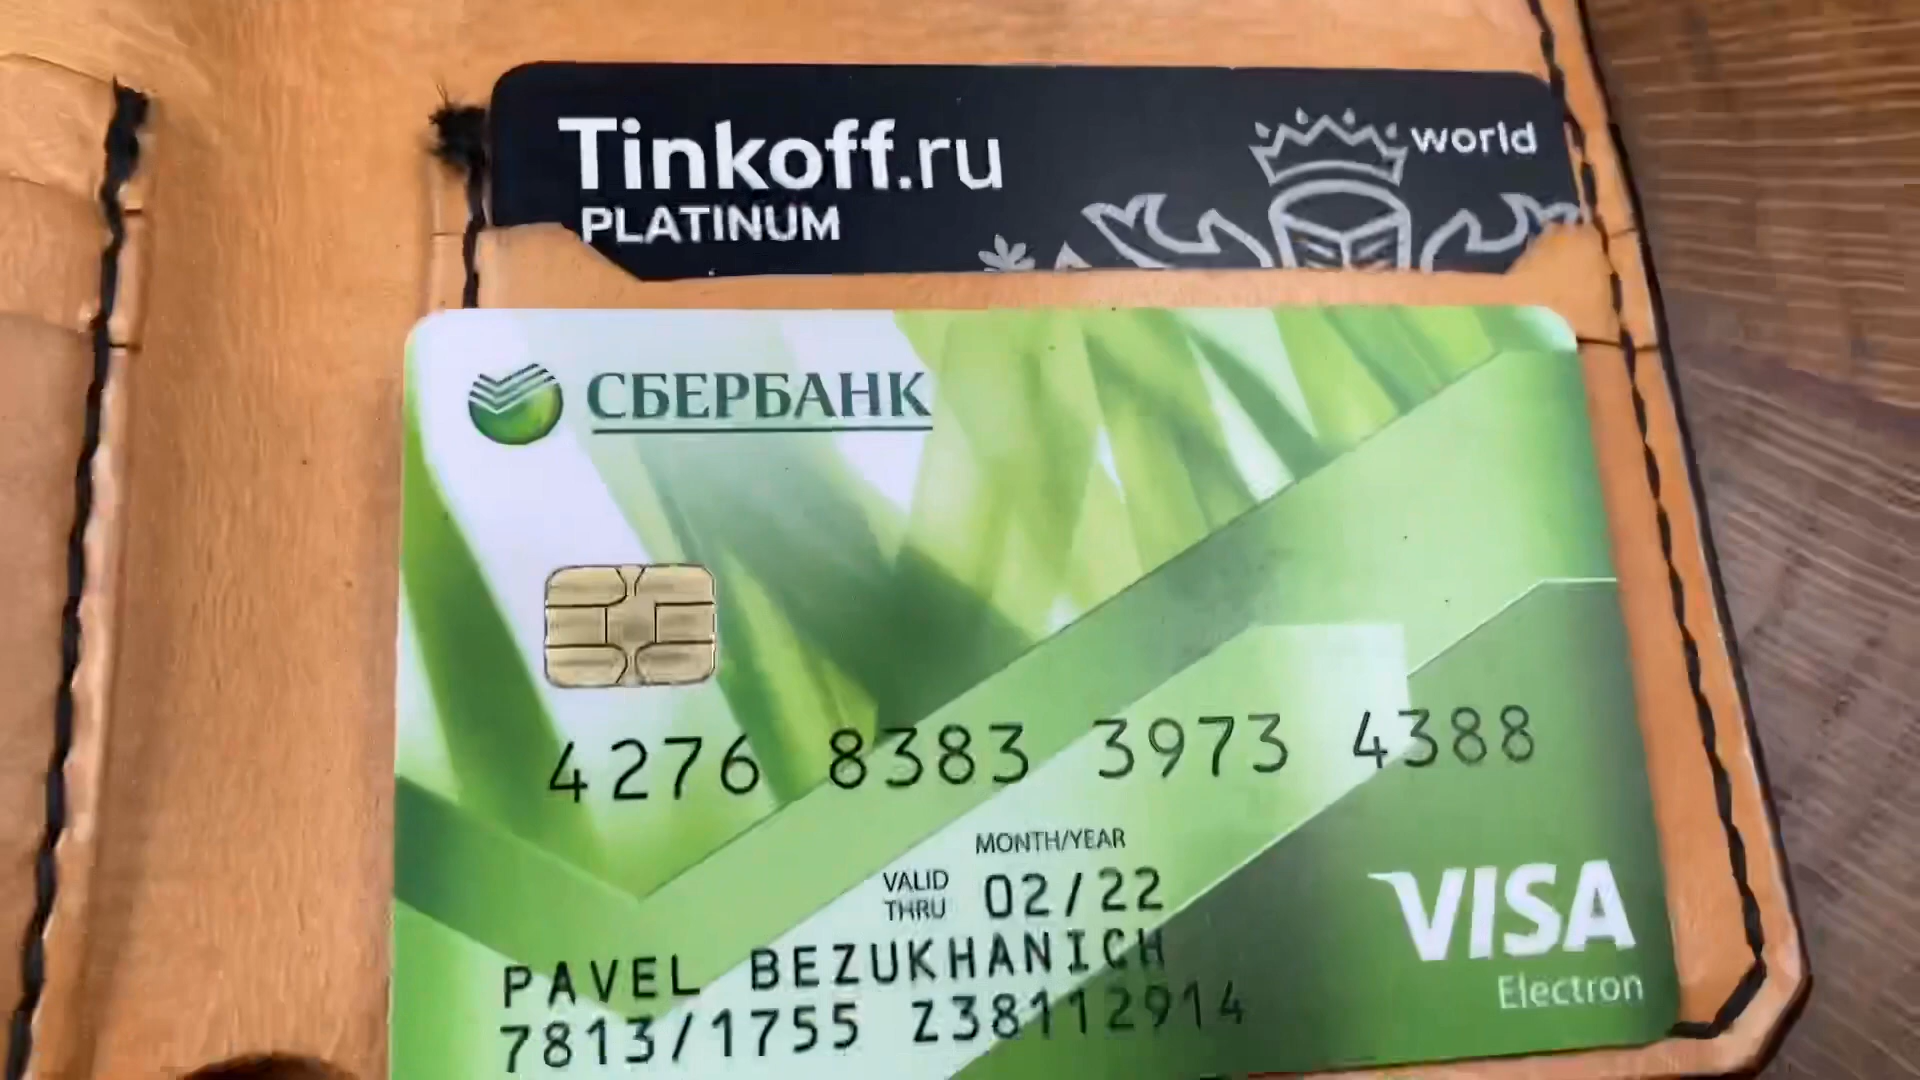 Tinkoff.ru
world
PLATINUM
СБЕРБАНК
4276 8383 3973 4388
MONTH/YEAR
VALID THRU 02/22
PAVEL BEZUKHANICH
7813/1755 Z38112914
VISA
Electron